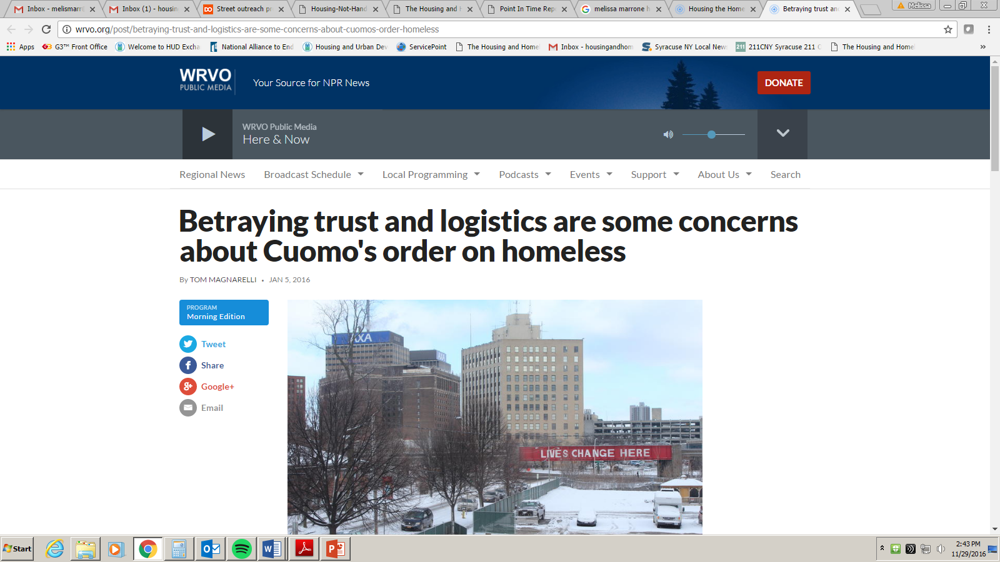 Inbox - melismarr
Inbox (1) - housin
Street outreach pr
Housing-Not-Hand
The Housing and H
Point In Time Rep
melissa marrone h
Housing the Home
Betraying trust and
Melissa
wrvo.org/post/betraying-trust-and-logistics-are-some-concerns-about-cuomos-order-homeless
Apps
G3™ Front Office
Welcome to HUD Excha
National Alliance to End
Housing and Urban Dev
ServicePoint
The Housing and Homel
Inbox - housingandhom
Syracuse NY Local News
211CNY Syracuse 211 C
The Housing and Homel
WRVO
PUBLIC MEDIA
Your Source for NPR News
DONATE
WRVO Public Media
Here & Now
Regional News
Broadcast Schedule
Local Programming
Podcasts
Events
Support
About Us
Search
Betraying trust and logistics are some concerns
about Cuomo's order on homeless
By TOM MAGNARELLI • JAN 5, 2016
PROGRAM
Morning Edition
Tweet
Share
Google+
Email
AXA
AXA
LIVES CHANGE HERE
Start
2:43 PM
11/29/2016